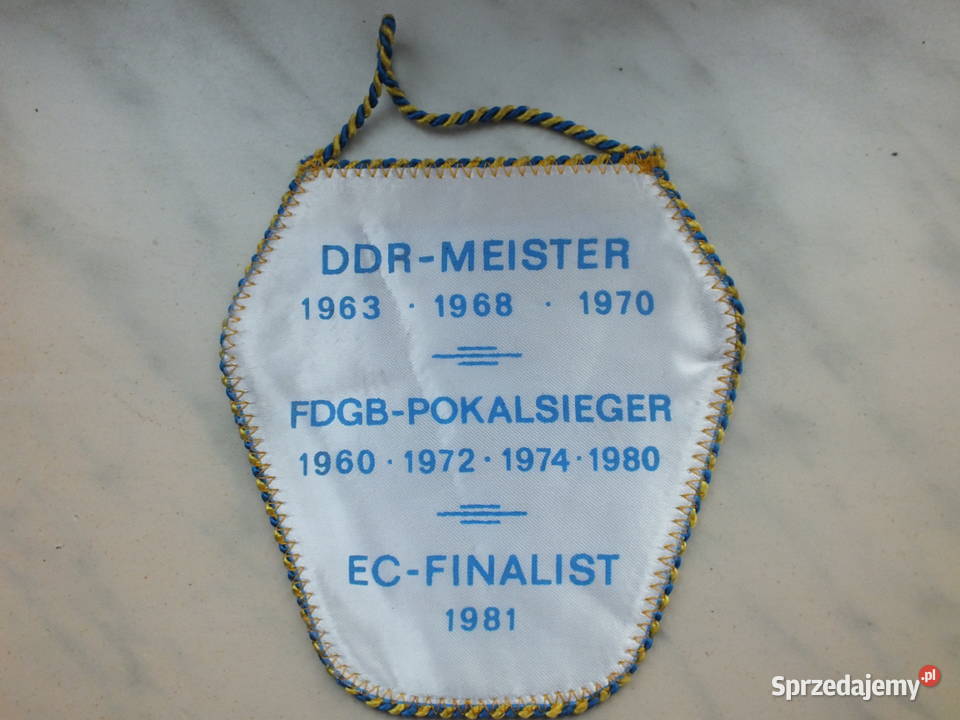 DDR-MEISTER
1963 · 1968 · 1970
FDGB-POKALSIEGER
1960 · 1972 · 1974 · 1980
EC-FINALIST
1981
Sprzedajemy.pl